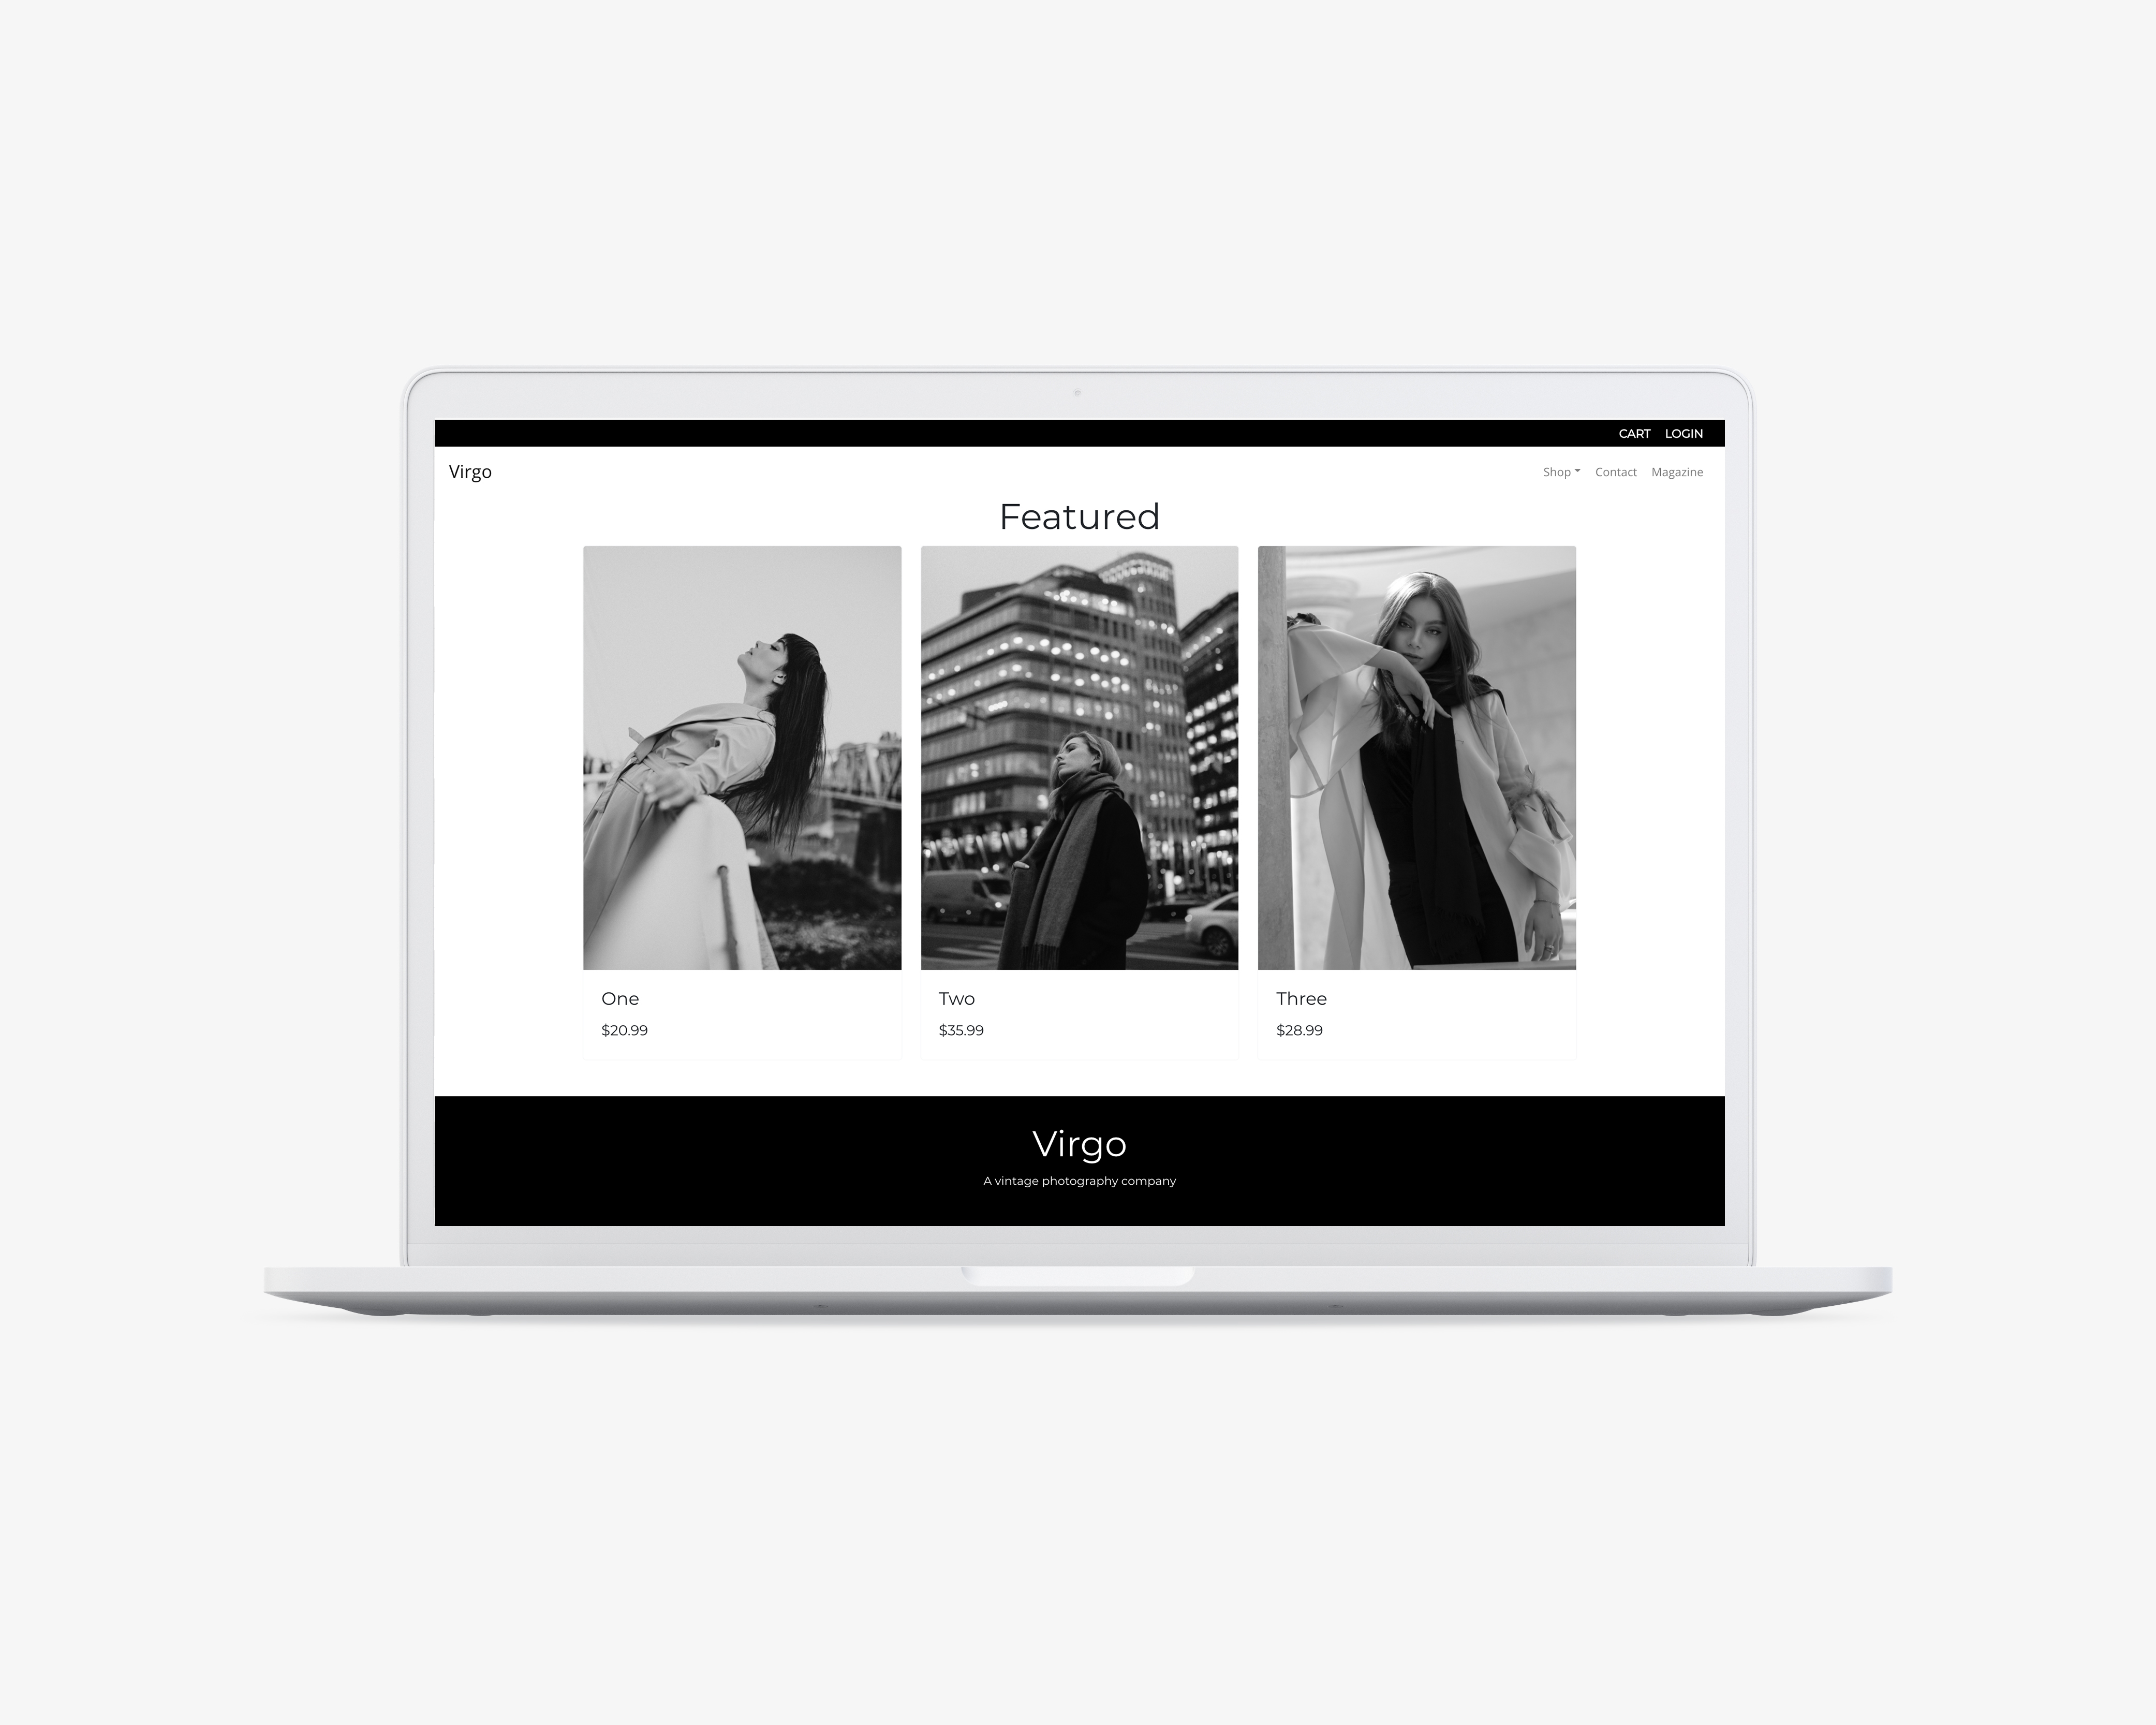 CART LOGIN
Virgo Shop Contact Magazine
Featured
One
$20.99
Two
$35.99
Three
$28.99
Virgo
A vintage photography company